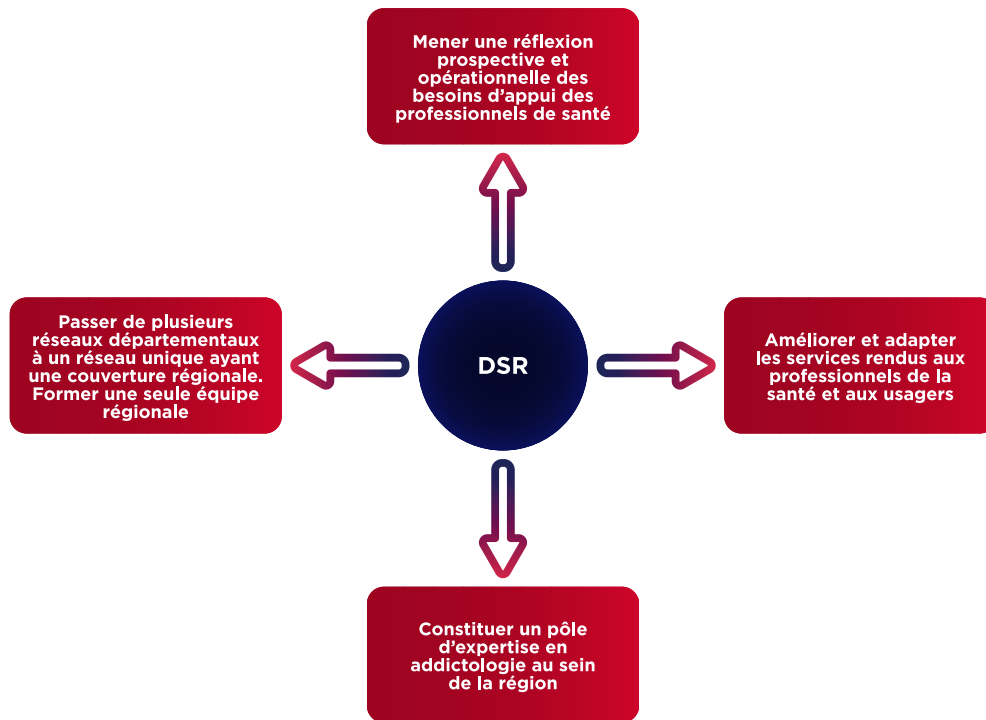 Mener une réflexion
prospective et
opérationnelle des
besoins d'appui des
professionnels de santé
Passer de plusieurs
réseaux départementaux
à un réseau unique ayant
une couverture régionale.
Former une seule équipe
régionale
DSR
Améliorer et adapter
les services rendus aux
professionnels de la
santé et aux usagers
Constituer un pôle
d'expertise en
addictologie au sein
de la région